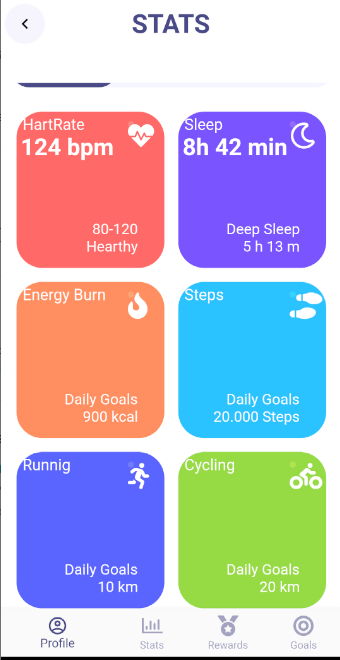 STATS
HartRate
124 bpm
80-120
Hearthy
Sleep
8h 42 min
Deep Sleep
5 h 13 m
Energy Burn
Daily Goals
900 kcal
Steps
Daily Goals
20.000 Steps
Runnig
Daily Goals
10 km
Cycling
Daily Goals
20 km
Profile
Stats
Rewards
Goals